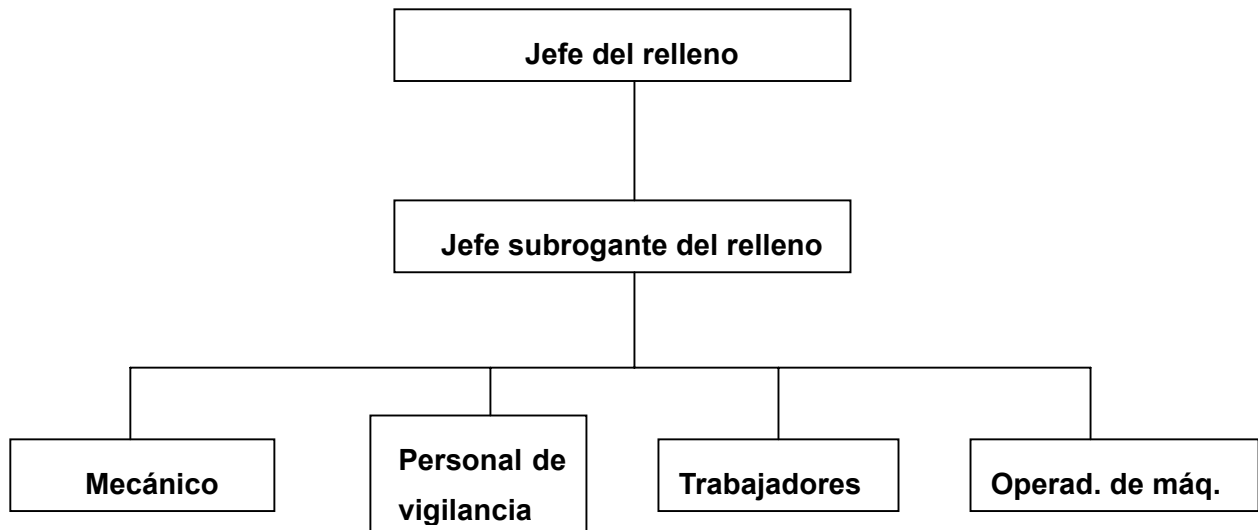 Jefe del relleno
Jefe subrogante del relleno
Mecánico
Personal de
vigilancia
Trabajadores
Operad. de máq.